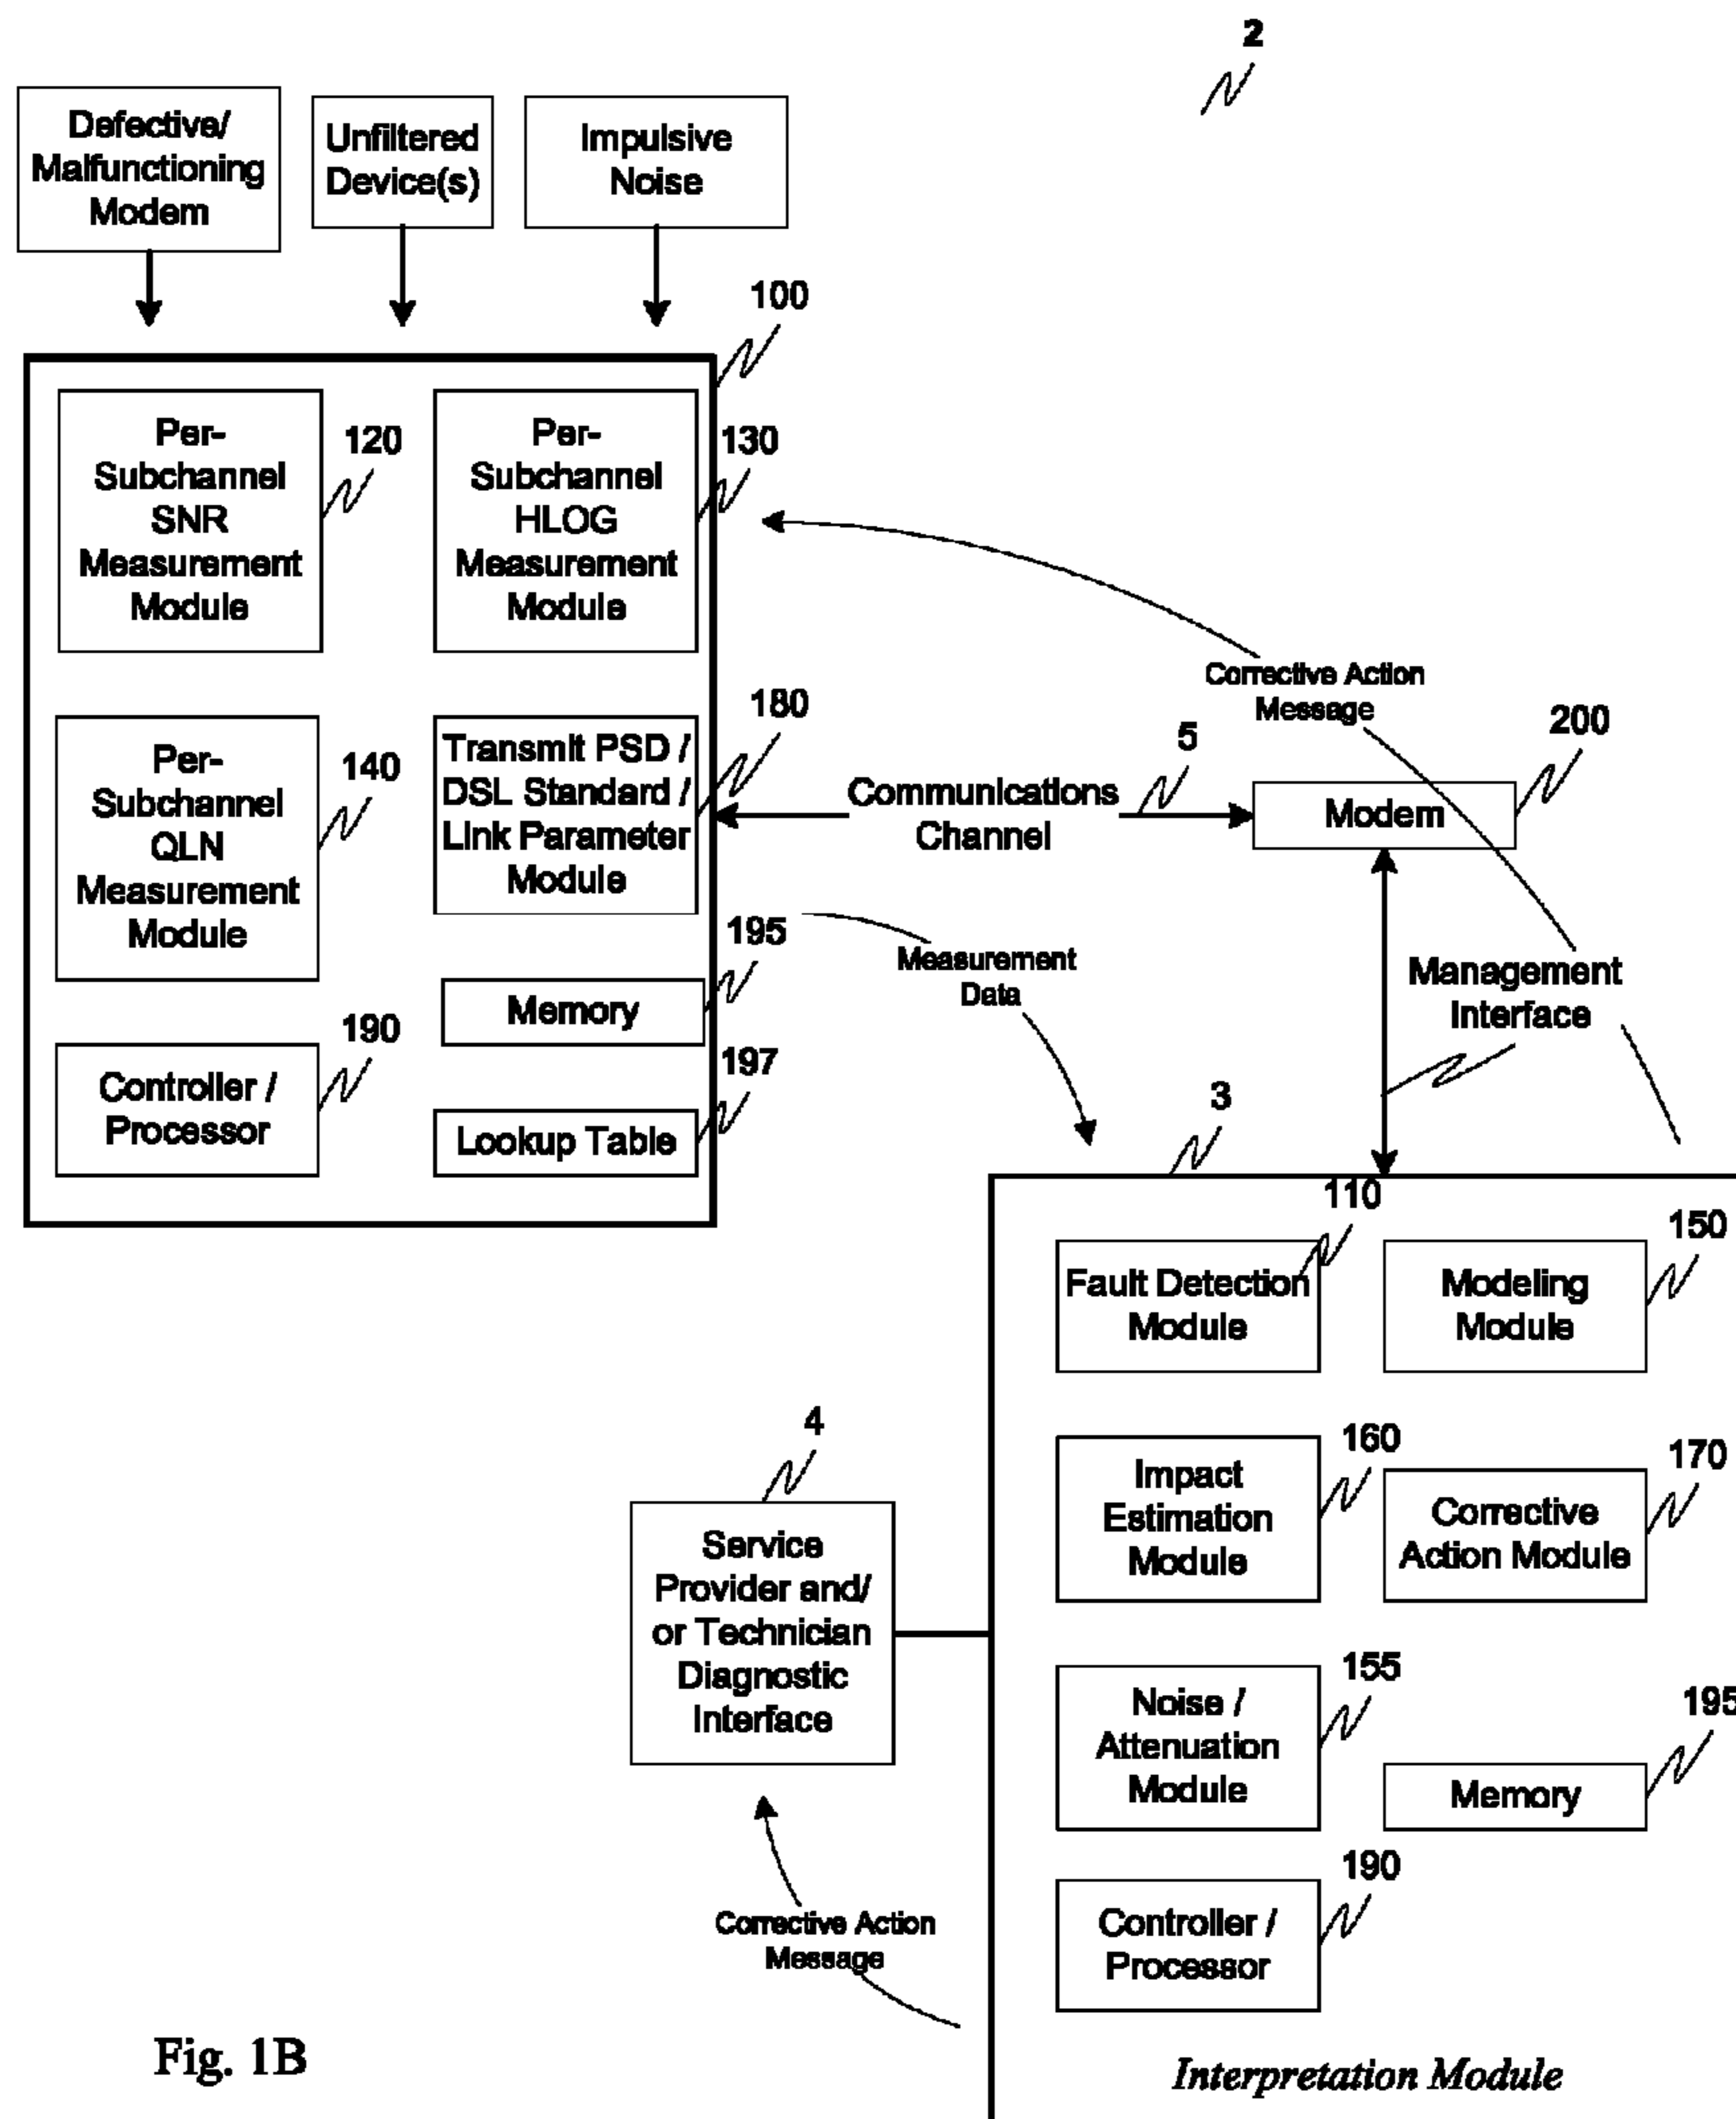 2
Defective/
Malfunctioning
Modem
Unfiltered
Device(s)
Impulsive
Noise
100
Per-
Subchannel
SNR
Measurement
Module
120
Per-
Subchannel
HLOG
Measurement
Module
130
Corrective Action
Message
Per-
Subchannel
QLN
Measurement
Module
140
Transmit PSD /
DSL Standard /
Link Parameter
Module
180
Communications
Channel
5
Modem
200
Measurement
Data
Management
Interface
Memory
195
Controller /
Processor
190
Lookup Table
197
3
Fault Detection
Module
110
Modeling
Module
150
Impact
Estimation
Module
160
Corrective
Action Module
170
4
Service
Provider and/
or Technician
Diagnostic
Interface
Noise /
Attenuation
Module
155
Memory
195
Controller /
Processor
190
Corrective Action
Message
Interpretation Module
Fig. 1B